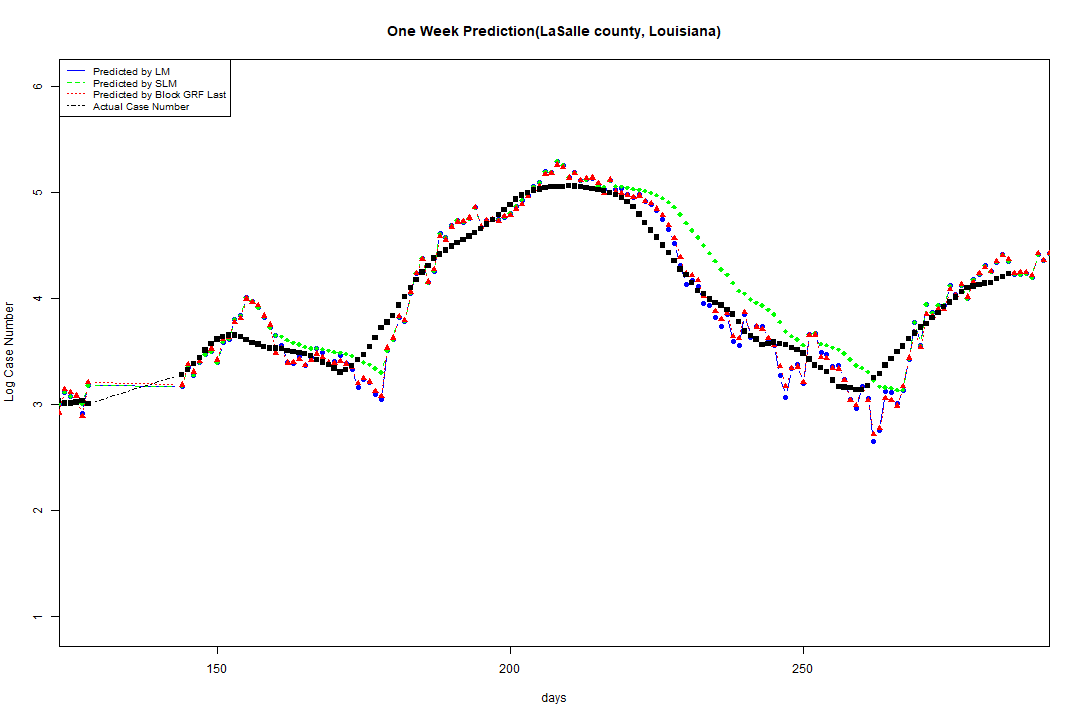 One Week Prediction(LaSalle county, Louisiana)
Predicted by LM
Predicted by SLM
Predicted by Block GRF Last
Actual Case Number
6
5
4
3
2
1
Log Case Number
150
200
250
days